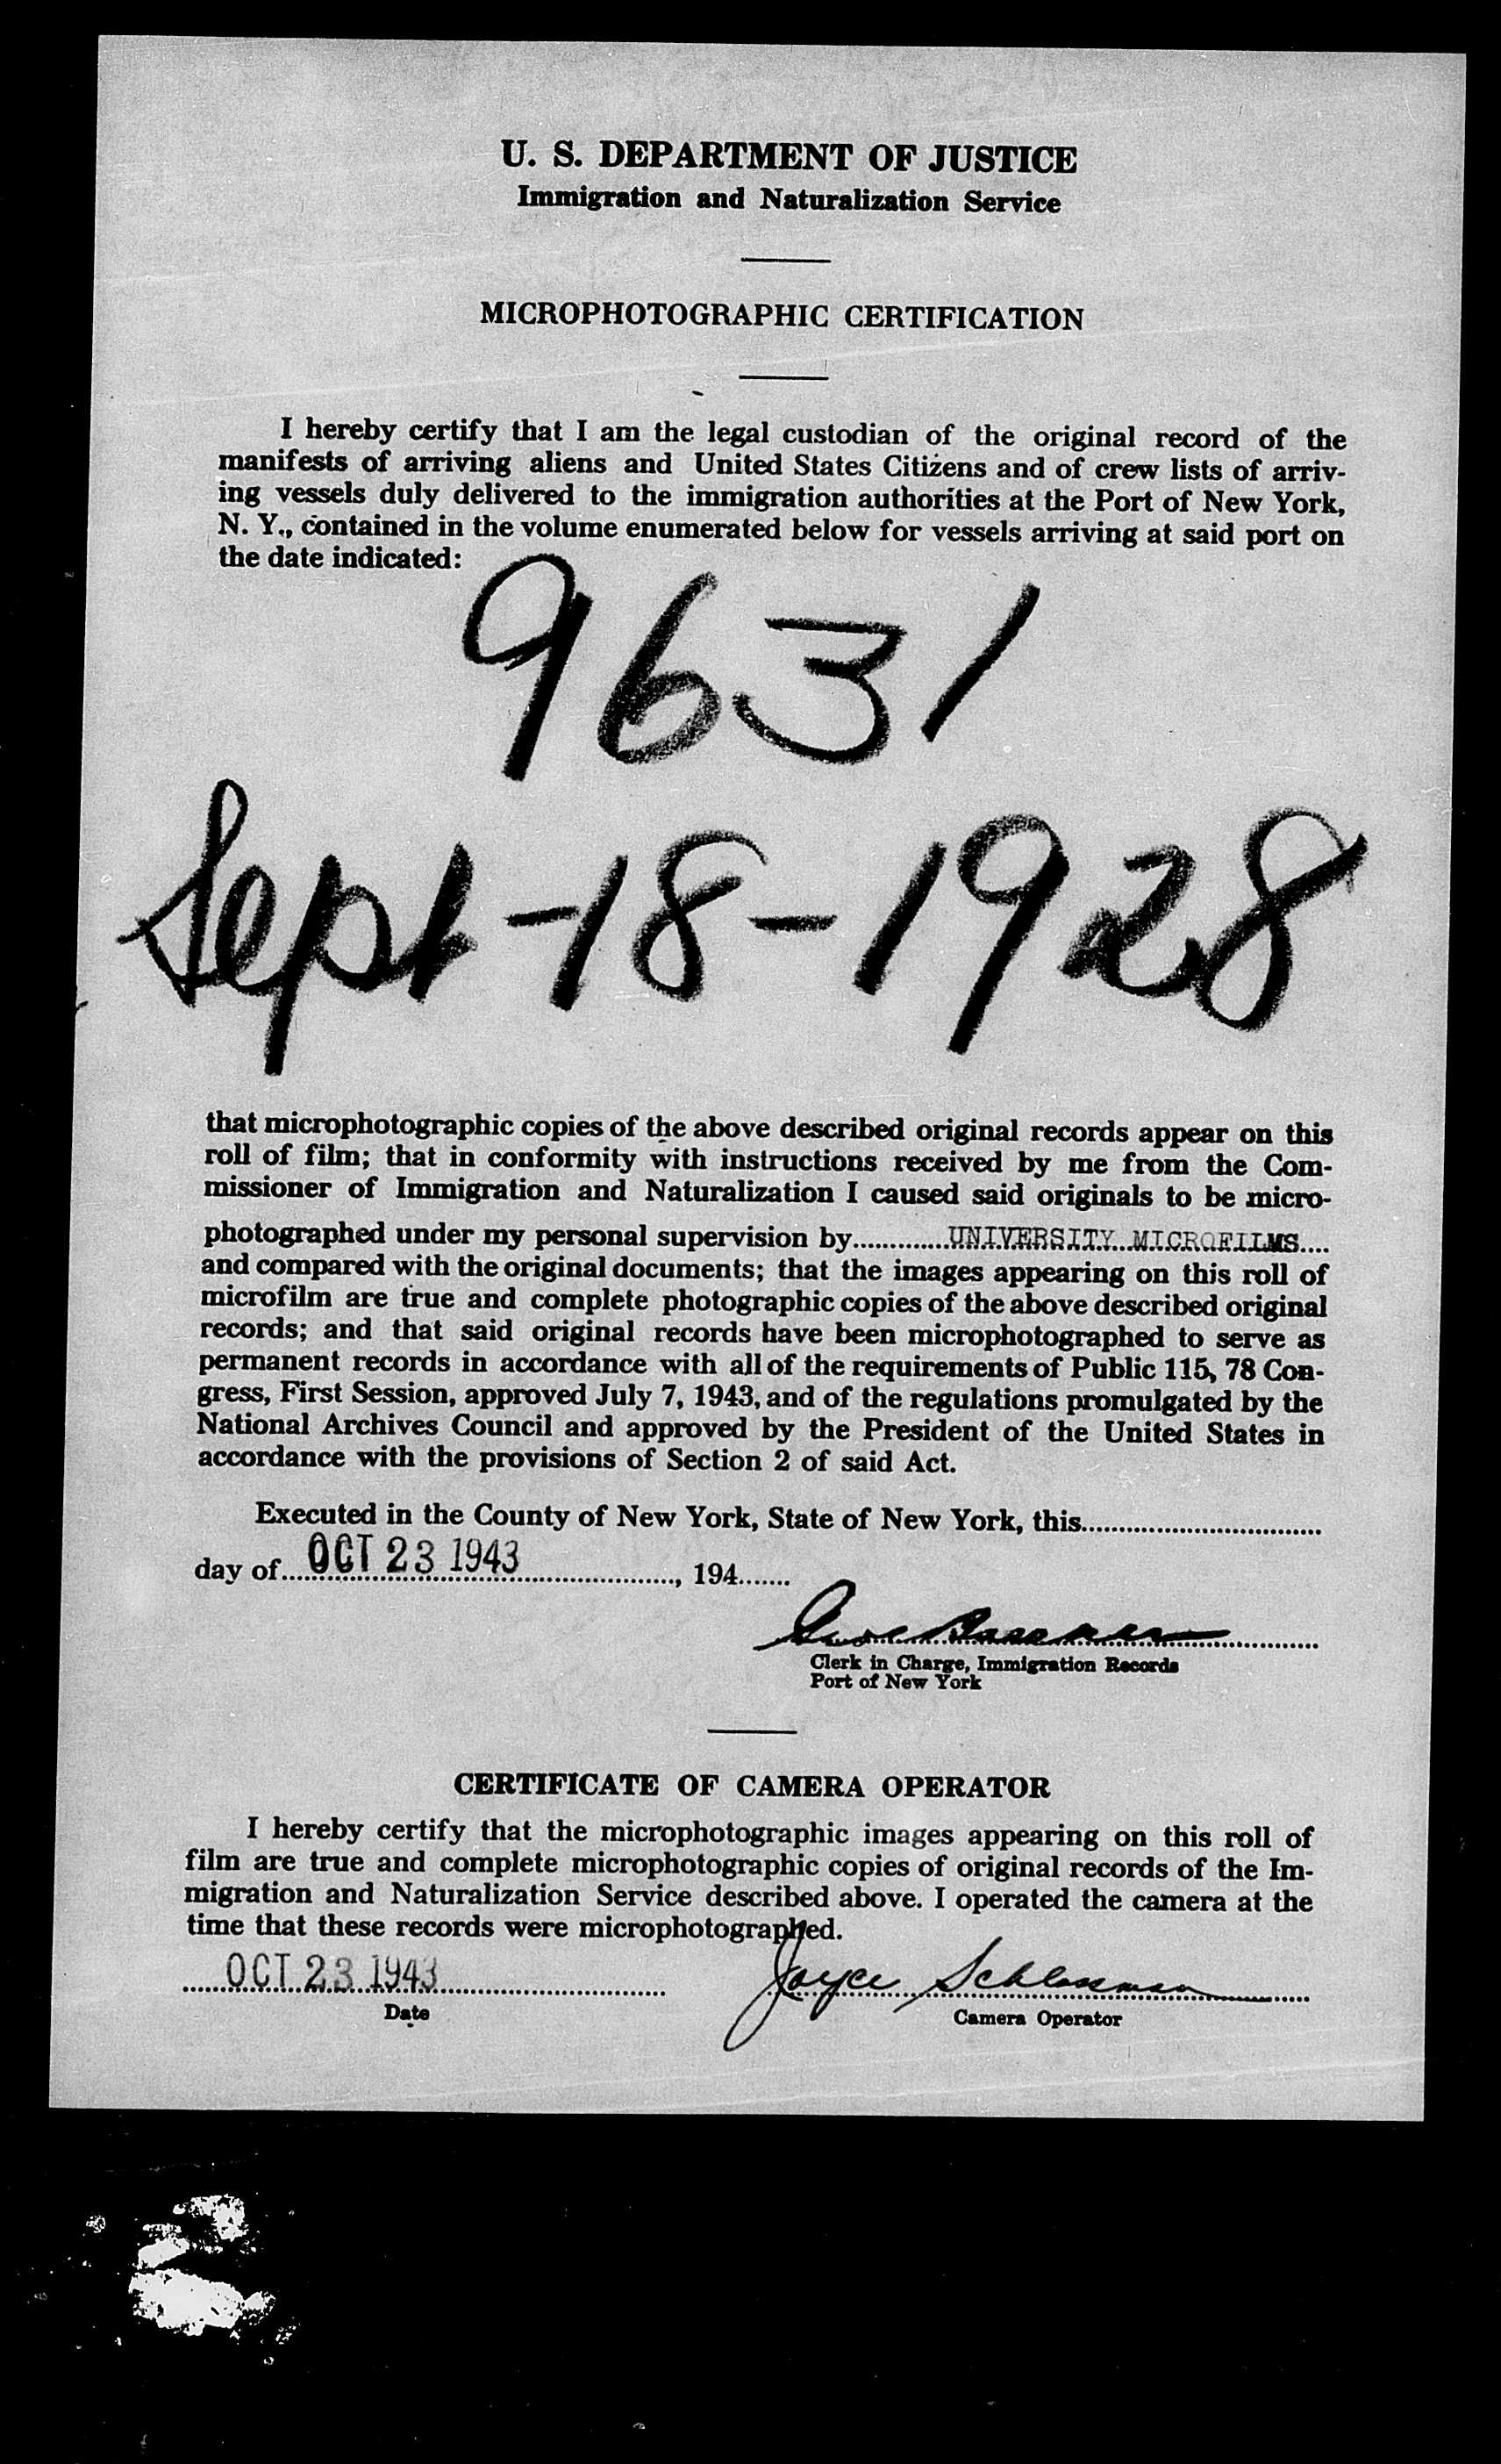 U. S. DEPARTMENT OF JUSTICE
Immigration and Naturalization Service
MICROPHOTOGRAPHIC CERTIFICATION
I hereby certify that I am the legal custodian of the original record of the
manifests of arriving aliens and United States Citizens and of crew lists of arriv-
ing vessels duly delivered to the immigration authorities at the Port of New York,
N. Y., contained in the volume enumerated below for vessels arriving at said port on
the date indicated:
9631
Sept-18-1928
that microphotographic copies of the above described original records appear on this
roll of film; that in conformity with instructions received by me from the Com-
missioner of Immigration and Naturalization I caused said originals to be micro-
photographed under my personal supervision by.............UNIVERSITY MICROFILMS....
and compared with the original documents; that the images appearing on this roll of
microfilm are true and complete photographic copies of the above described original
records; and that said original records have been microphotographed to serve as
permanent records in accordance with all of the requirements of Public 115, 78 Con-
gress, First Session, approved July 7, 1943, and of the regulations promulgated by the
National Archives Council and approved by the President of the United States in
accordance with the provisions of Section 2 of said Act.
Executed in the County of New York, State of New York, this................................
day of....OCT 23 1943...................., 194.......
Clerk in Charge, Immigration Records
Port of New York
CERTIFICATE OF CAMERA OPERATOR
I hereby certify that the microphotographic images appearing on this roll of
film are true and complete microphotographic copies of original records of the Im-
migration and Naturalization Service described above. I operated the camera at the
time that these records were microphotographed.
OCT 23 1943 Joyce
Date
Camera Operator